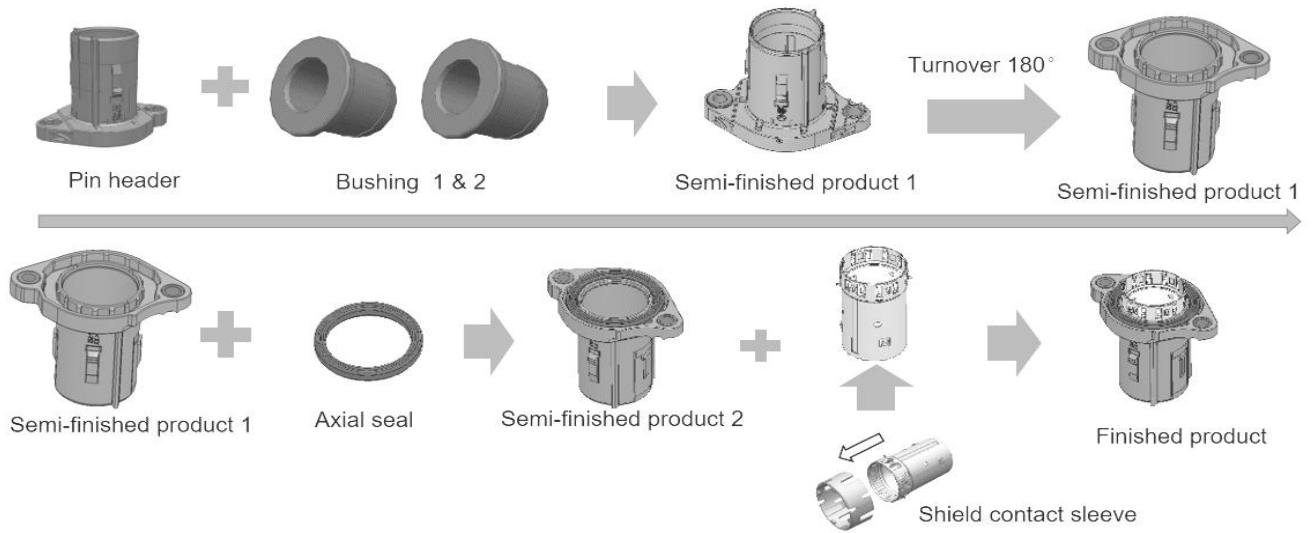 Turnover 180°
Pin header
Bushing 1 & 2
Semi-finished product 1
Semi-finished product 1
Semi-finished product 1
Axial seal
Semi-finished product 2
Finished product
Shield contact sleeve